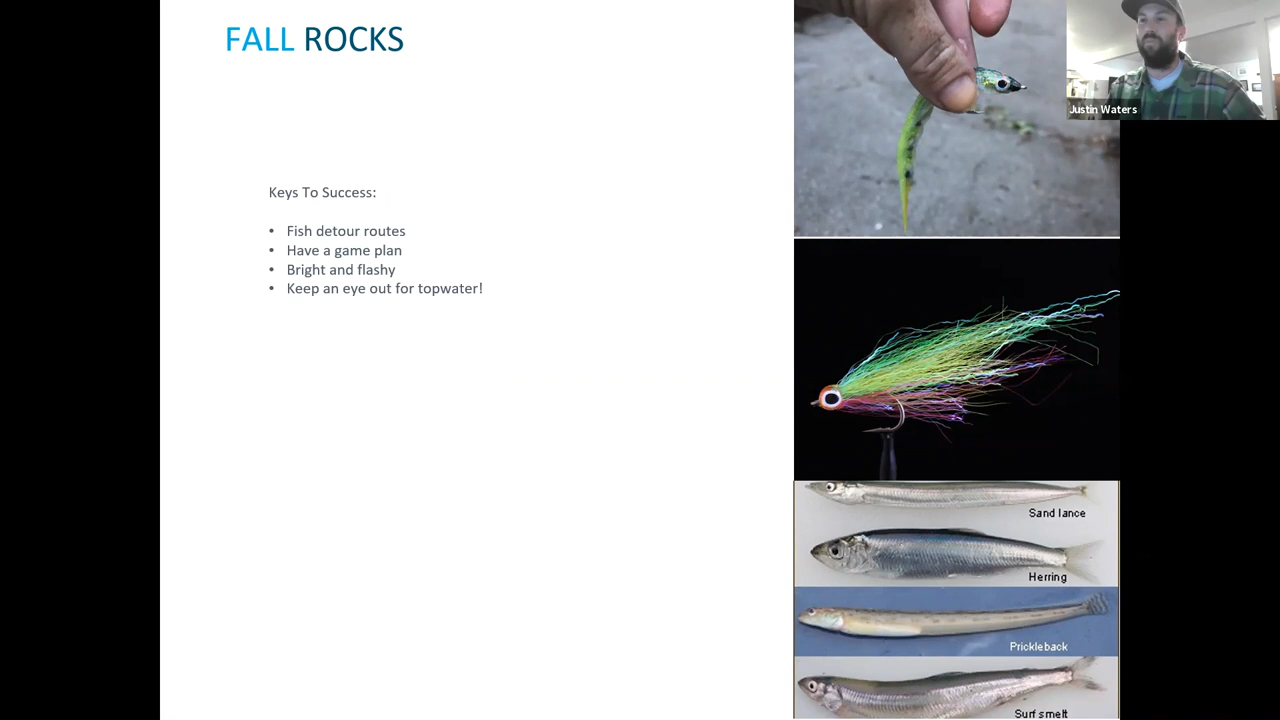 FALL ROCKS
Justin Waters
Keys To Success:
• Fish detour routes
• Have a game plan
• Bright and flashy
• Keep an eye out for topwater!
Sand lance
Herring
Prickleback
Surf smelt